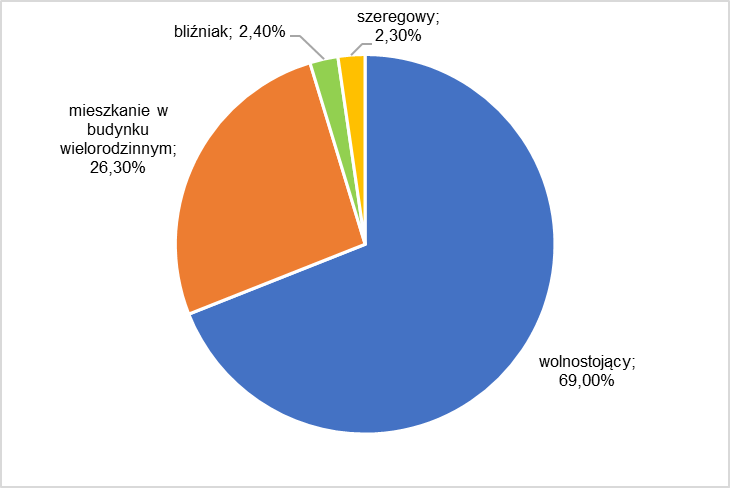 szeregowy;
2,30%
bliźniak; 2,40%
mieszkanie w
budynku
wielorodzinnym;
26,30%
wolnostojący;
69,00%